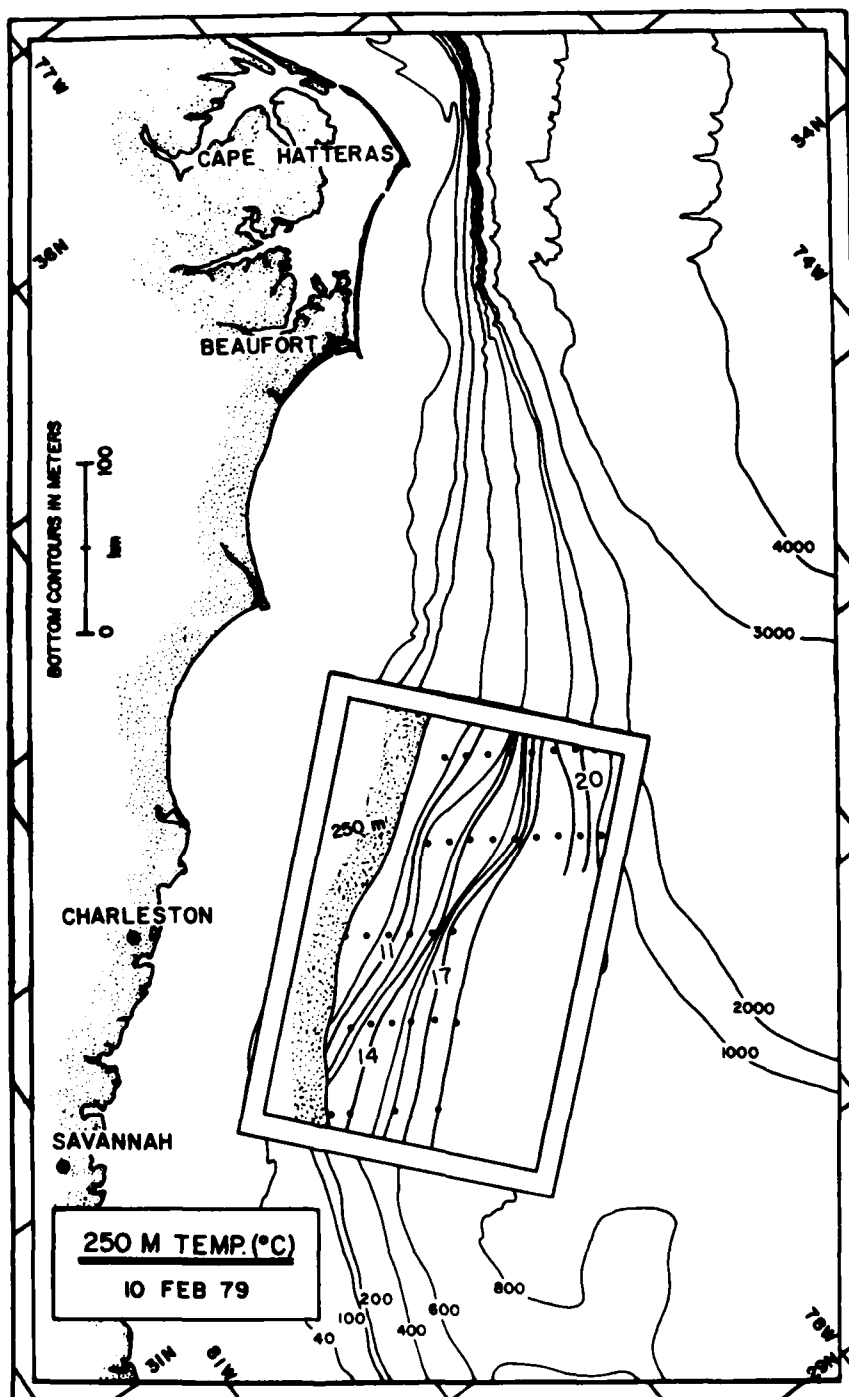 77W
34N
CAPE HATTERAS
36N
74W
BEAUFORT
BOTTOM CONTOURS IN METERS
100
km
0
4000
3000
20
250 m
CHARLESTON
11
17
2000
1000
14
SAVANNAH
250 M TEMP. (°C)
10 FEB 79
800
600
200
400
100
40
31N
81W
76W
29N